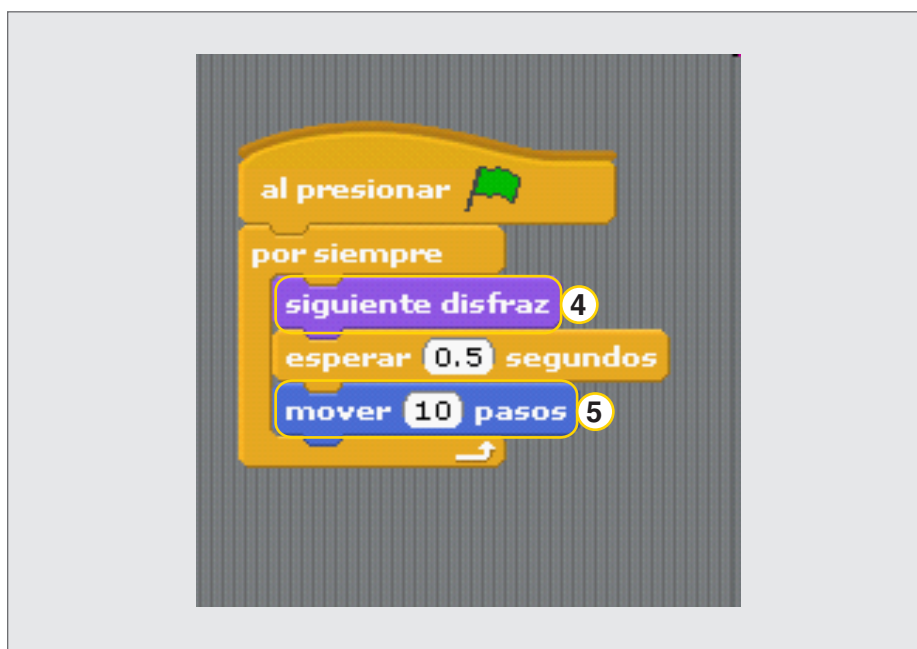 al presionar
por siempre
siguiente disfraz 4
esperar 0.5 segundos
mover 10 pasos 5